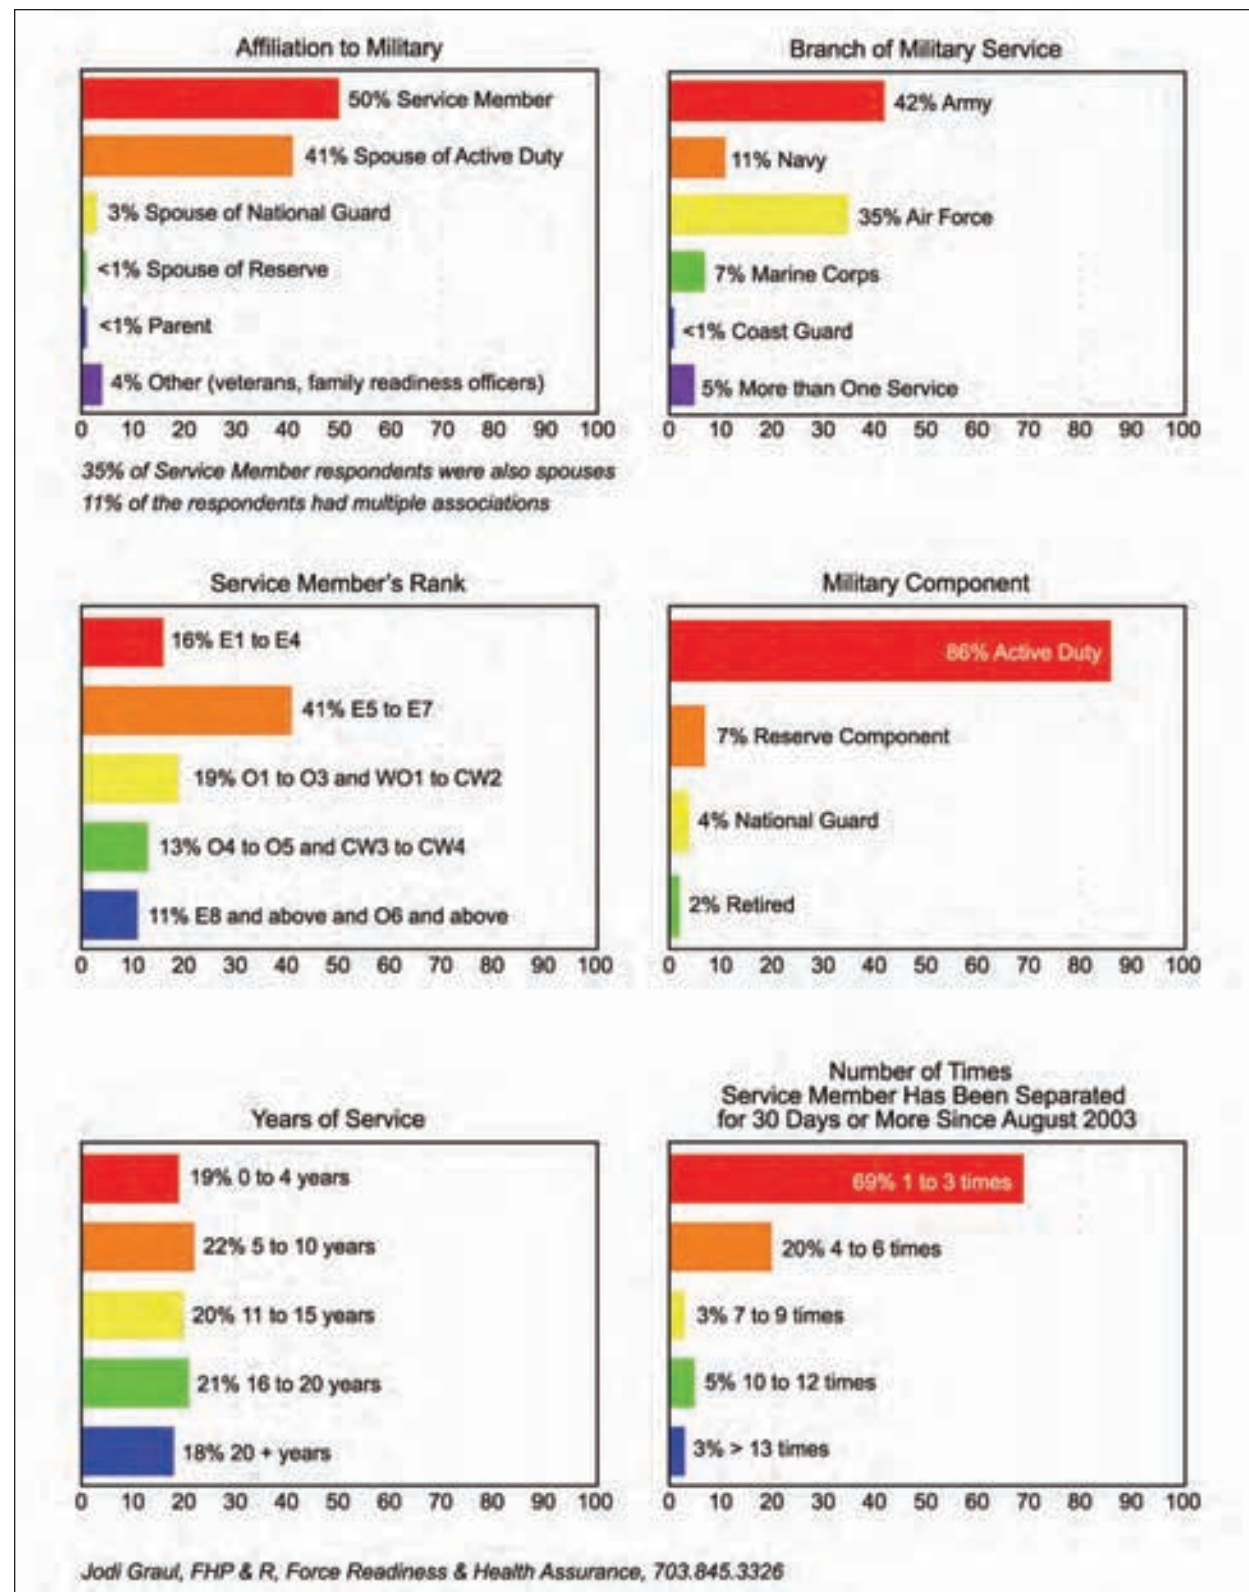 Affiliation to Military
50% Service Member
41% Spouse of Active Duty
3% Spouse of National Guard
<1% Spouse of Reserve
<1% Parent
4% Other (veterans, family readiness officers)
0 10 20 30 40 50 60 70 80 90 100
35% of Service Member respondents were also spouses
11% of the respondents had multiple associations
Branch of Military Service
42% Army
11% Navy
35% Air Force
7% Marine Corps
<1% Coast Guard
5% More than One Service
0 10 20 30 40 50 60 70 80 90 100
Service Member's Rank
16% E1 to E4
41% E5 to E7
19% O1 to O3 and WO1 to CW2
13% O4 to O5 and CW3 to CW4
11% E8 and above and O6 and above
0 10 20 30 40 50 60 70 80 90 100
Military Component
86% Active Duty
7% Reserve Component
4% National Guard
2% Retired
0 10 20 30 40 50 60 70 80 90 100
Years of Service
19% 0 to 4 years
22% 5 to 10 years
20% 11 to 15 years
21% 16 to 20 years
18% 20 + years
0 10 20 30 40 50 60 70 80 90 100
Number of Times
Service Member Has Been Separated
for 30 Days or More Since August 2003
69% 1 to 3 times
20% 4 to 6 times
3% 7 to 9 times
5% 10 to 12 times
3% > 13 times
0 10 20 30 40 50 60 70 80 90 100
Jodi Graul, FHP & R, Force Readiness & Health Assurance, 703.845.3326